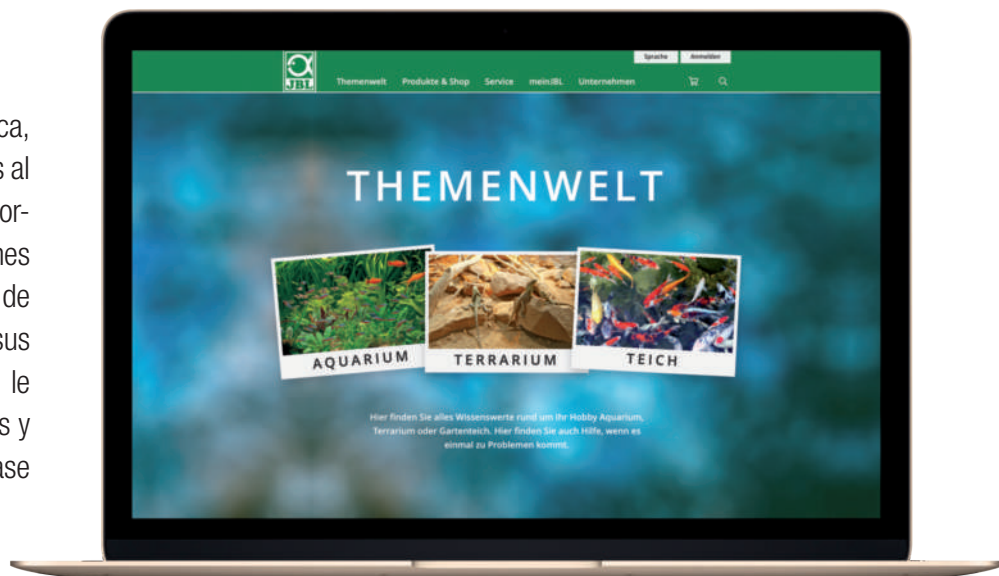 ca,
s al
or-
nes
de
sus
le
s y
ase
Sprache Anmelden
JBL
Themenwelt Produkte & Shop Service meinJBL Unternehmen
THEMENWELT
AQUARIUM
TERRARIUM
TEICH
Hier finden Sie alles Wissenswerte rund um Ihr Hobby Aquarium,
Terrarium oder Gartenteich. Hier finden Sie auch Hilfe, wenn es
einmal zu Problemen kommt.